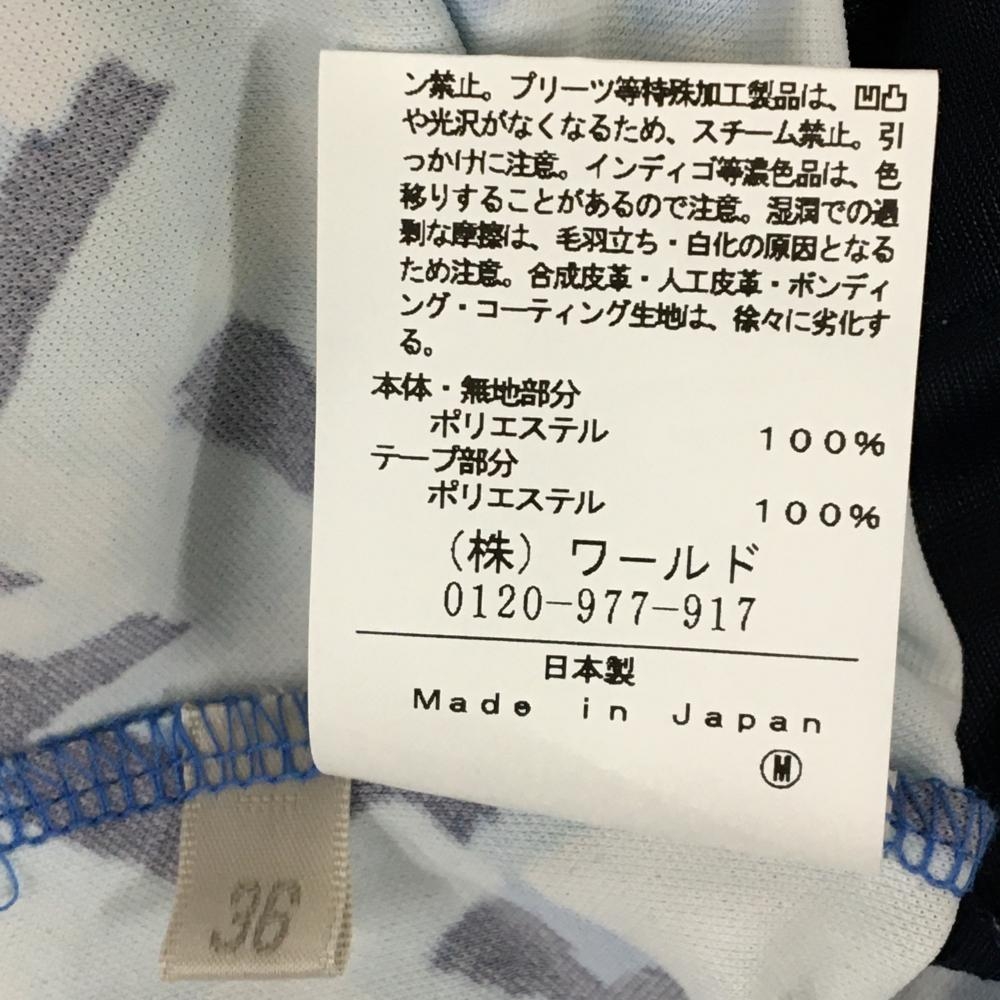 ン禁止。プリーツ等特殊加工製品は、凹凸
や光沢がなくなるため、スチーム禁止。引
っかけに注意。インディゴ等濃色品は、色
移りすることがあるので注意。湿潤での過
剰な摩擦は、毛羽立ち・白化の原因となる
ため注意。合成皮革・人工皮革・ボンディ
ング・コーティング生地は、徐々に劣化す
る。
本体・無地部分
ポリエステル 100%
テープ部分
ポリエステル 100%
(株)ワールド
0120-977-917
日本製
Made in Japan
Ⓜ
36